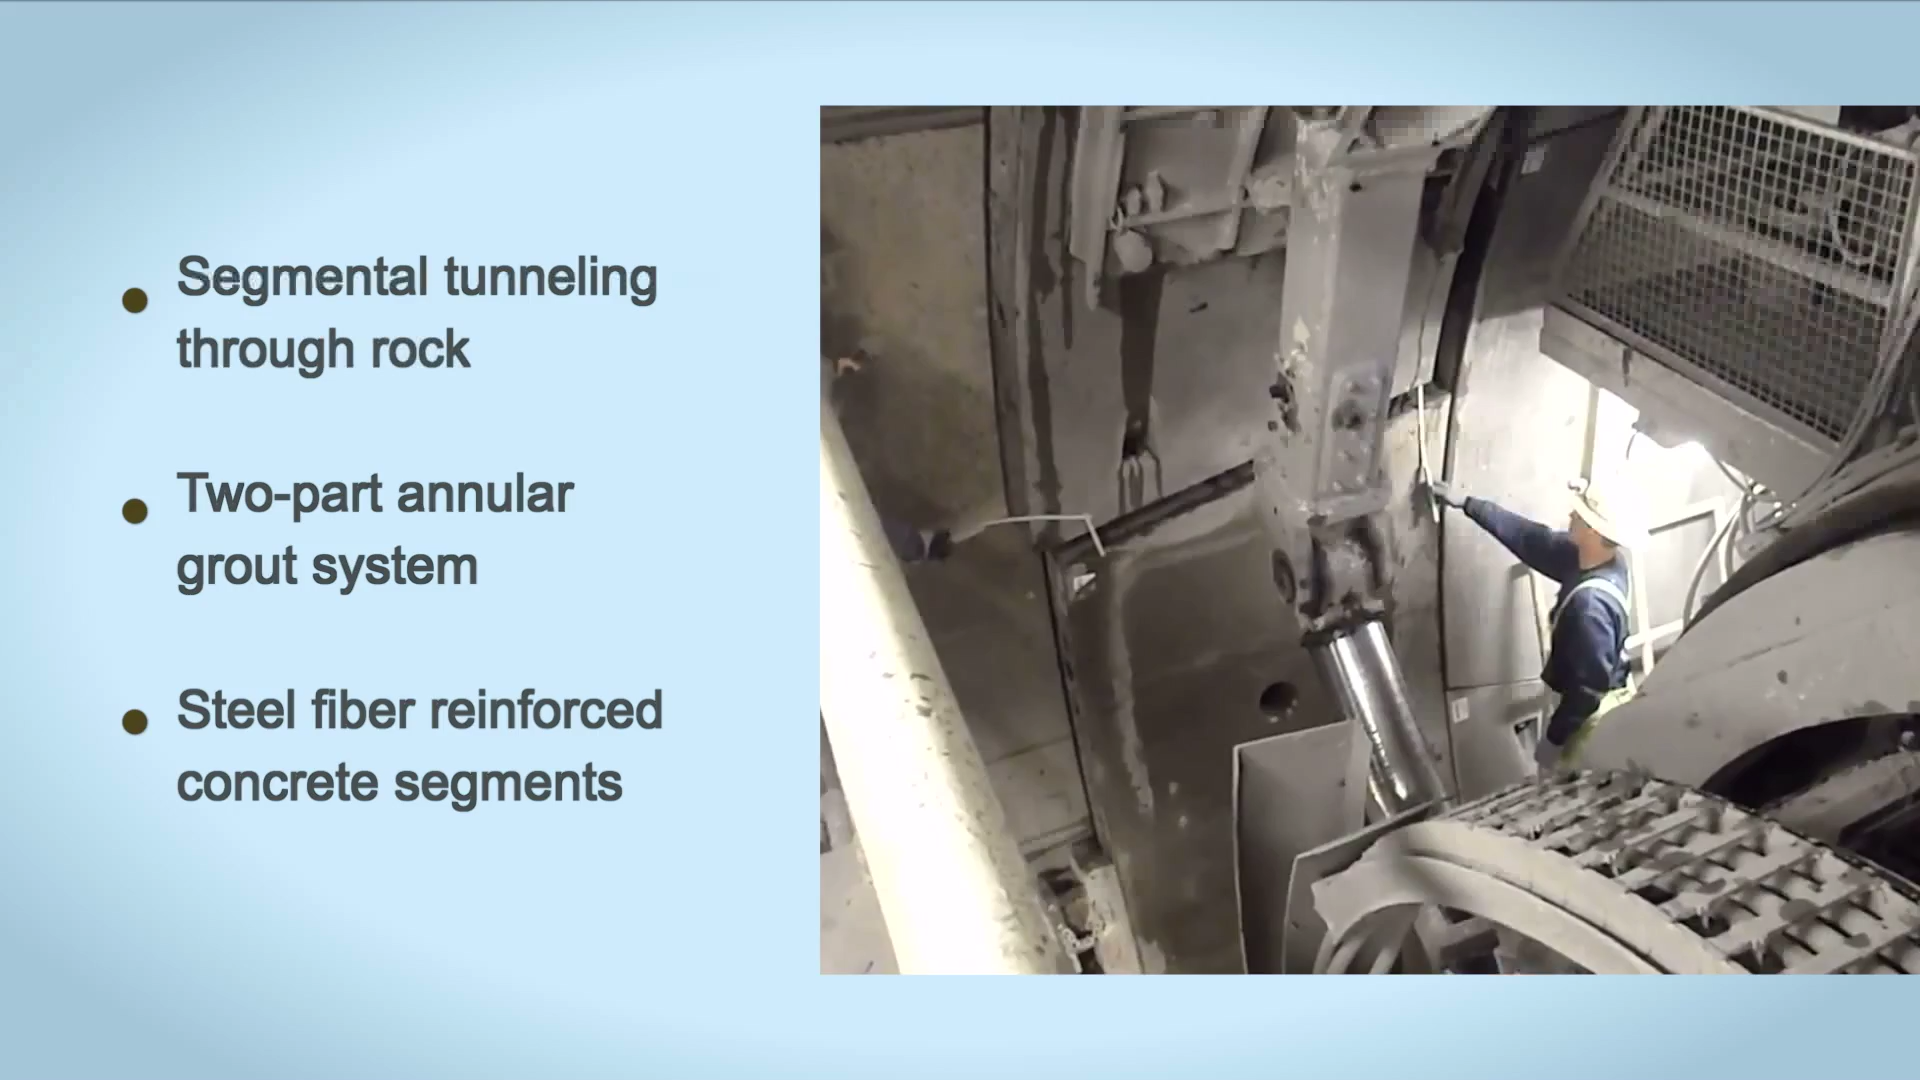 Segmental tunneling
through rock
Two-part annular
grout system
Steel fiber reinforced
concrete segments